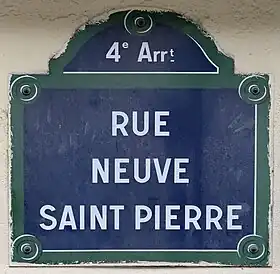 4e Arrt.
RUE
NEUVE
SAINT PIERRE